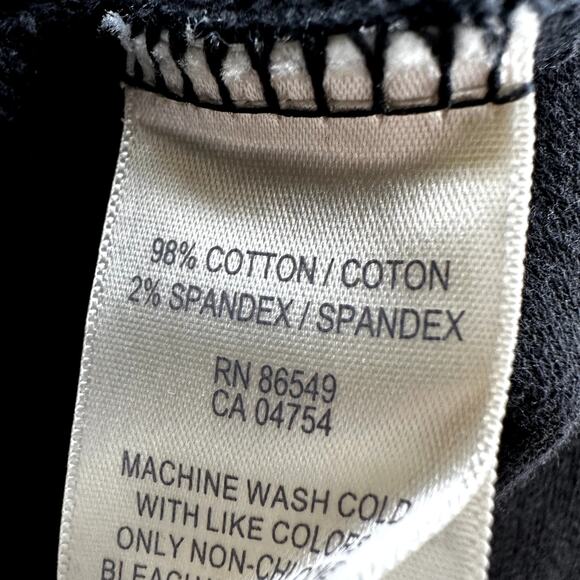 98% COTTON / COTON
2% SPANDEX / SPANDEX
RN 86549
CA 04754
MACHINE WASH COLD
WITH LIKE
ONLY